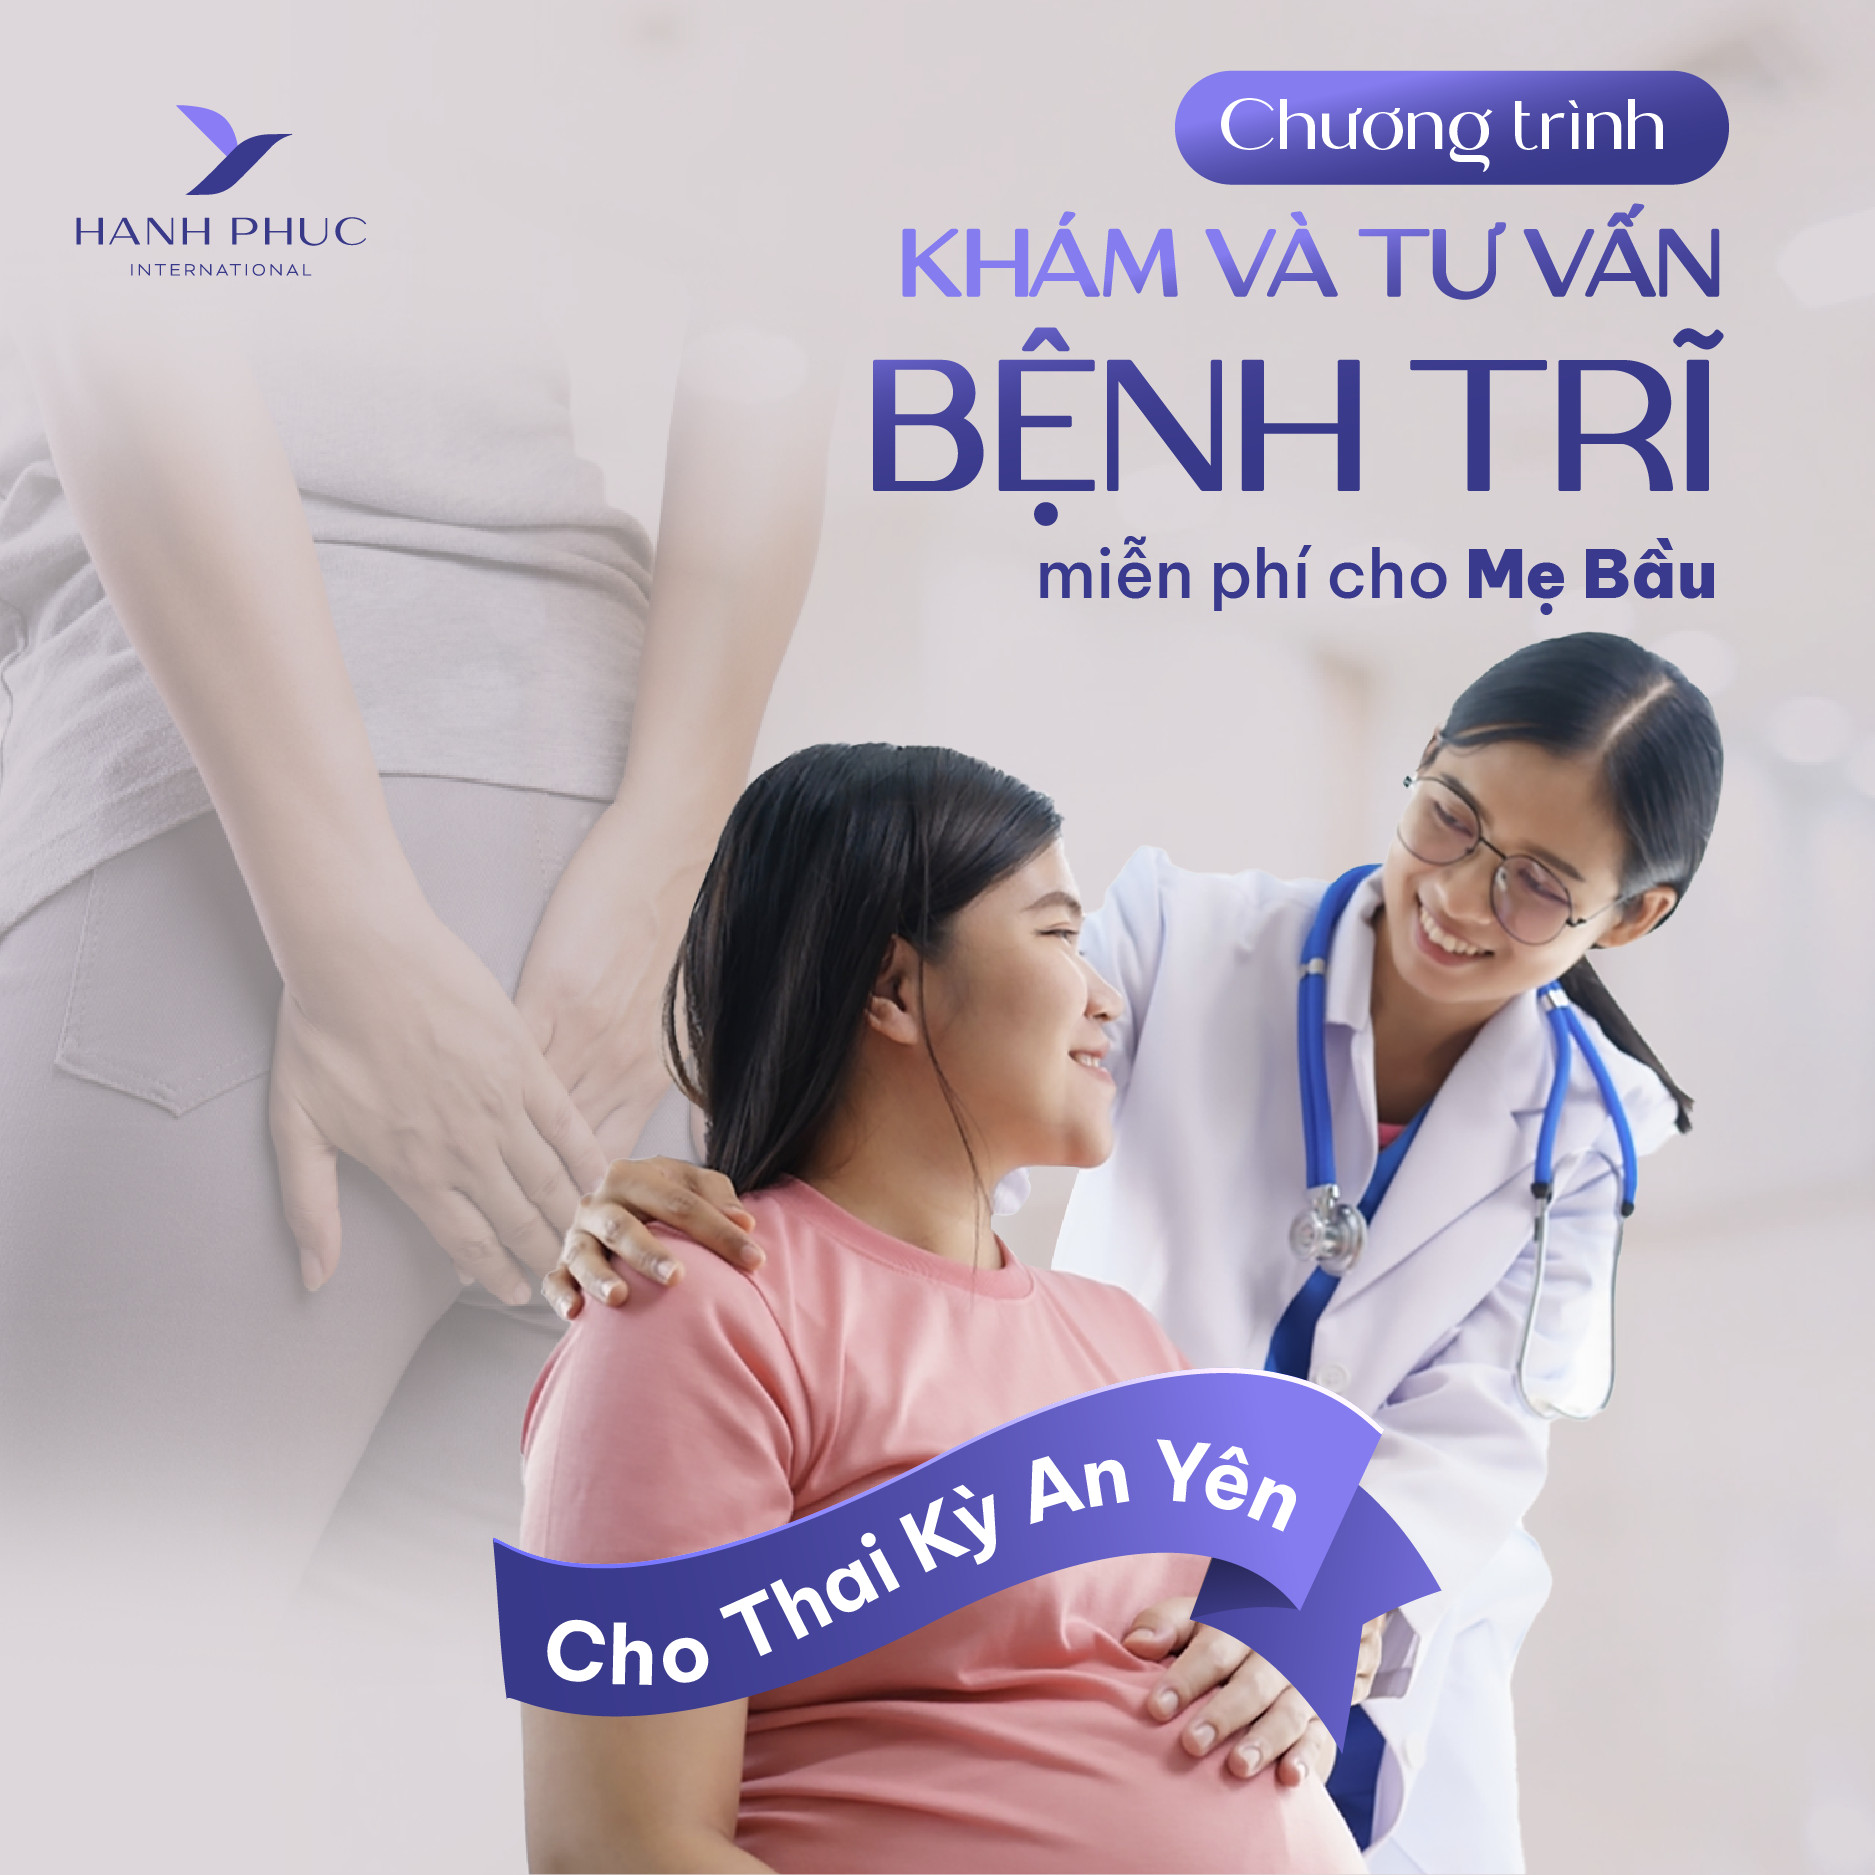 HANH PHUC
INTERNATIONAL
Chương trình
KHÁM VÀ TƯ VẤN
BỆNH TRĨ
miễn phí cho Mẹ Bầu
Cho Thai Kỳ An Yên